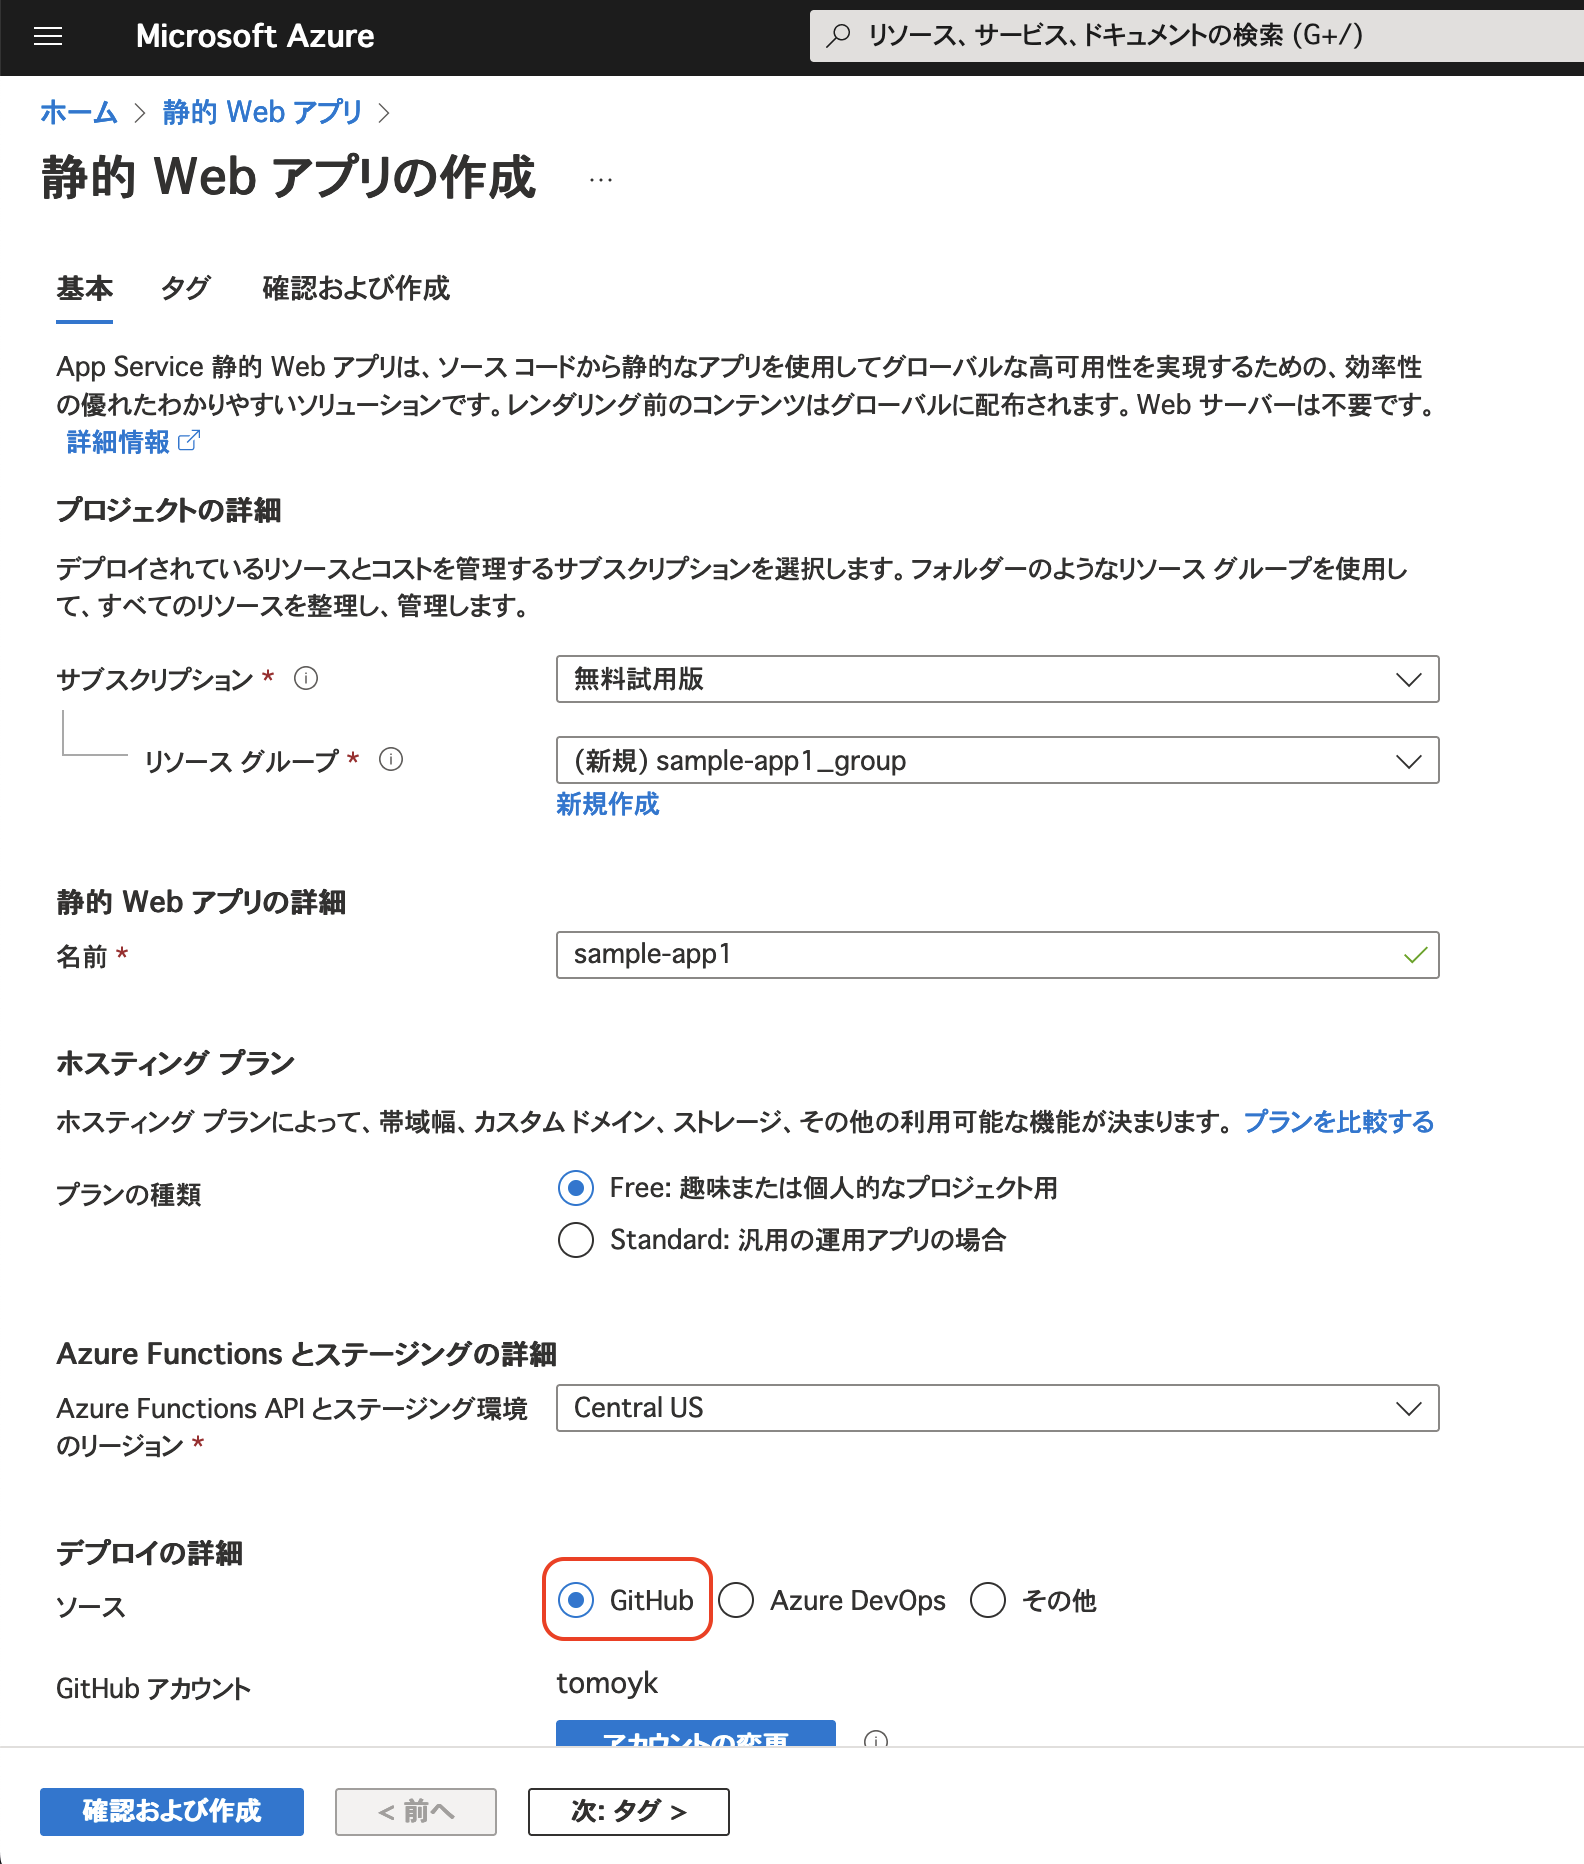 Microsoft Azure
リソース、サービス、ドキュメントの検索 (G+/)
ホーム > 静的 Web アプリ >
静的 Web アプリの作成 ...
基本 タグ 確認および作成
App Service 静的 Web アプリは、ソース コードから静的なアプリを使用してグローバルな高可用性を実現するための、効率性
の優れたわかりやすいソリューションです。レンダリング前のコンテンツはグローバルに配布されます。Web サーバーは不要です。
詳細情報
プロジェクトの詳細
デプロイされているリソースとコストを管理するサブスクリプションを選択します。フォルダーのようなリソース グループを使用し
て、すべてのリソースを整理し、管理します。
サブスクリプション * 無料試用版
リソース グループ * (新規) sample-app1_group
新規作成
静的 Web アプリの詳細
名前 * sample-app1
ホスティング プラン
ホスティング プランによって、帯域幅、カスタム ドメイン、ストレージ、その他の利用可能な機能が決まります。 プランを比較する
プランの種類 Free: 趣味または個人的なプロジェクト用
Standard: 汎用の運用アプリの場合
Azure Functions とステージングの詳細
Azure Functions API とステージング環境 Central US
のリージョン *
デプロイの詳細
ソース GitHub Azure DevOps その他
GitHub アカウント tomoyk
アカウントの変更
確認および作成 < 前へ 次: タグ >